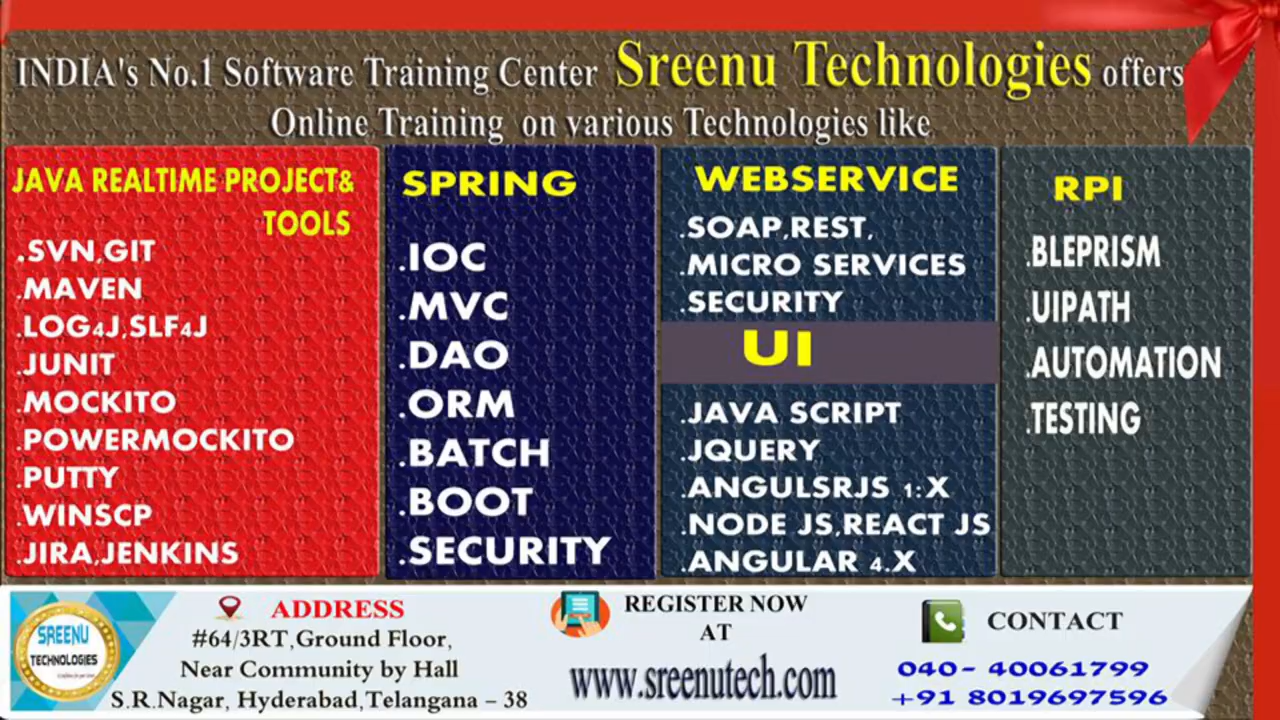 INDIA's No.1 Software Training Center Sreenu Technologies offers
Online Training on various Technologies like
JAVA REALTIME PROJECT&
TOOLS
.SVN,GIT
.MAVEN
.LOG4J,SLF4J
.JUNIT
.MOCKITO
.POWERMOCKITO
.PUTTY
.WINSCP
.JIRA,JENKINS
SPRING
.IOC
.MVC
.DAO
.ORM
.BATCH
.BOOT
.SECURITY
WEBSERVICE
.SOAP,REST,
.MICRO SERVICES
.SECURITY
UI
.JAVA SCRIPT
.JQUERY
.ANGULSRJS 1:X
.NODE JS,REACT JS
.ANGULAR 4.X
RPI
.BLEPRISM
.UIPATH
.AUTOMATION
.TESTING
SREENU
TECHNOLOGIES
ADDRESS
#64/3RT,Ground Floor,
Near Community by Hall
S.R.Nagar, Hyderabad,Telangana – 38
REGISTER NOW
AT
www.sreenutech.com
CONTACT
040- 40061799
+91 8019697596